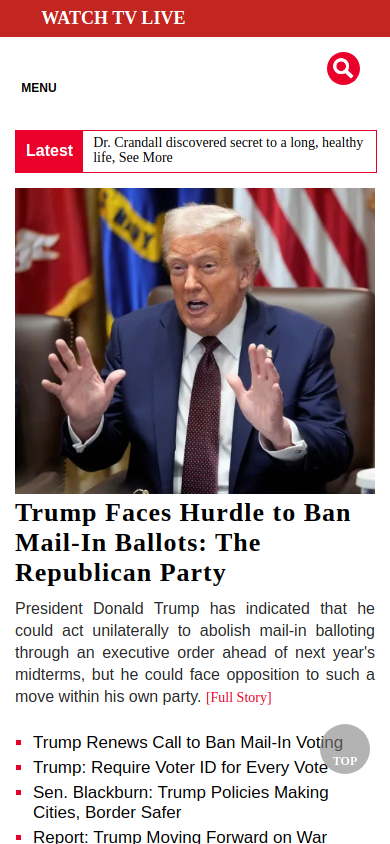 WATCH TV LIVE
MENU
Latest
Dr. Crandall discovered secret to a long, healthy
life, See More
Trump Faces Hurdle to Ban
Mail-In Ballots: The
Republican Party
President Donald Trump has indicated that he
could act unilaterally to abolish mail-in balloting
through an executive order ahead of next year's
midterms, but he could face opposition to such a
move within his own party. [Full Story]
Trump Renews Call to Ban Mail-In Voting
Trump: Require Voter ID for Every Vote
TOP
Sen. Blackburn: Trump Policies Making
Cities, Border Safer
Report: Trump Moving Forward on War